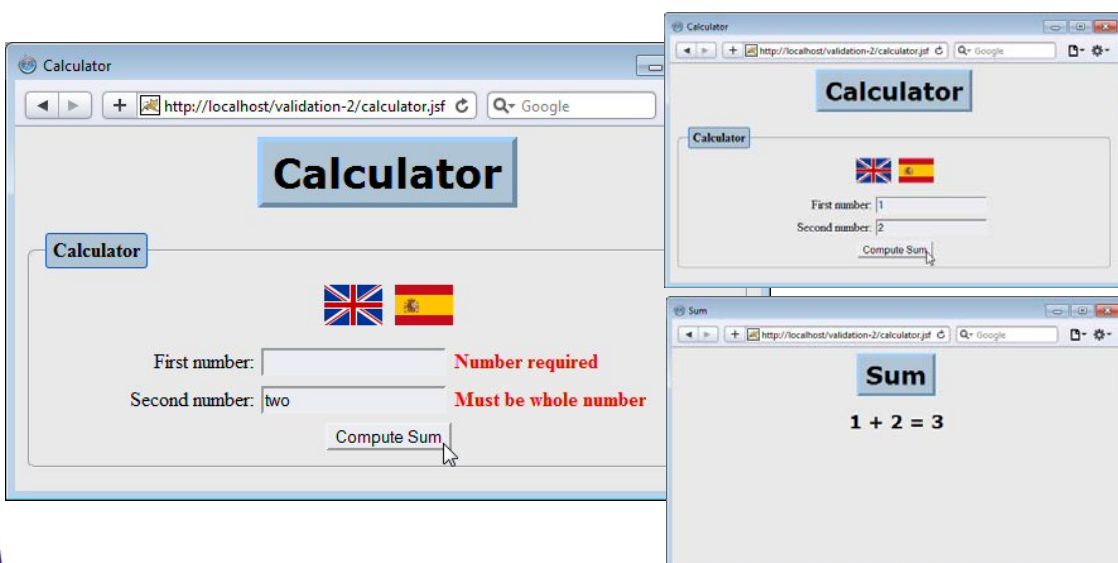 Calculator
http://localhost/validation-2/calculator.jsf
Google
Calculator
Calculator
First number:
Number required
Second number: two
Must be whole number
Compute Sum
Calculator
http://localhost/validation-2/calculator.jsf
Google
Calculator
Calculator
First number: 1
Second number: 2
Compute Sum
Sum
http://localhost/validation-2/calculator.jsf
Google
Sum
1 + 2 = 3